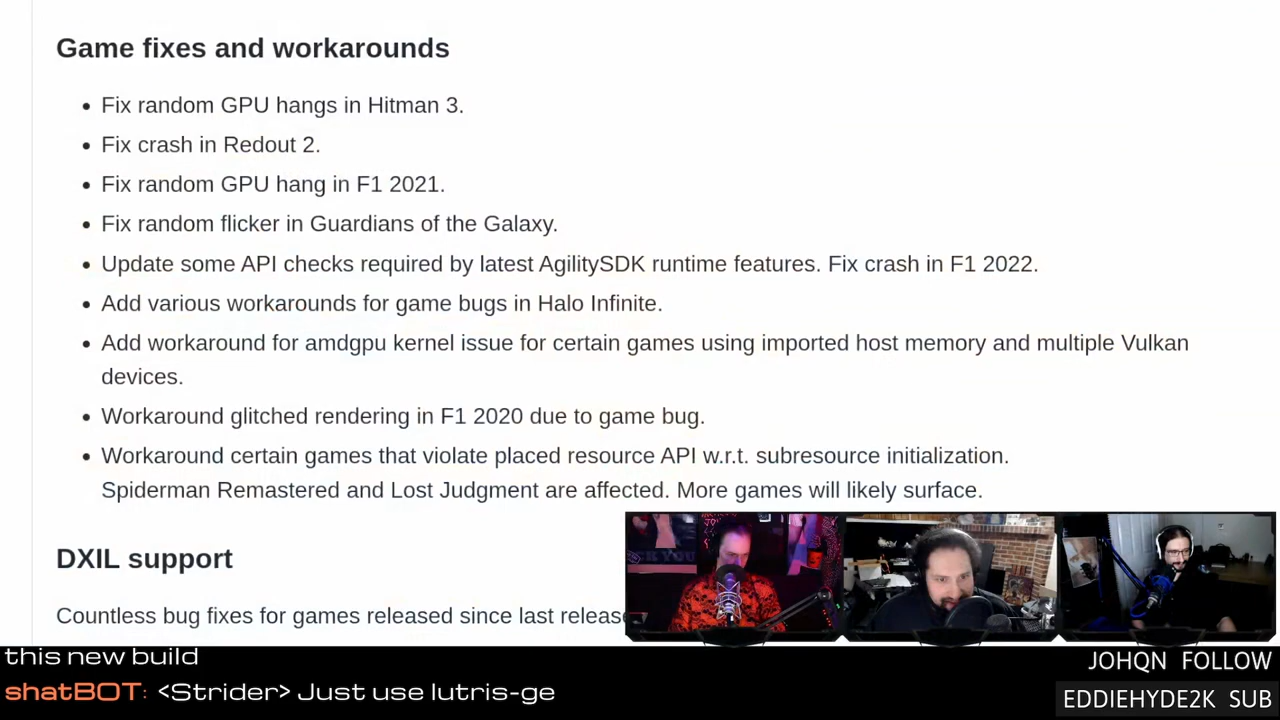 Game fixes and workarounds
Fix random GPU hangs in Hitman 3.
Fix crash in Redout 2.
Fix random GPU hang in F1 2021.
Fix random flicker in Guardians of the Galaxy.
Update some API checks required by latest AgilitySDK runtime features. Fix crash in F1 2022.
Add various workarounds for game bugs in Halo Infinite.
Add workaround for amdgpu kernel issue for certain games using imported host memory and multiple Vulkan
devices.
Workaround glitched rendering in F1 2020 due to game bug.
Workaround certain games that violate placed resource API w.r.t. subresource initialization.
Spiderman Remastered and Lost Judgment are affected. More games will likely surface.
DXIL support
Countless bug fixes for games released since last
this new build
shatBOT: <Strider> Just use lutris-ge
JOHQN FOLLOW
EDDIEHYDE2K SUB